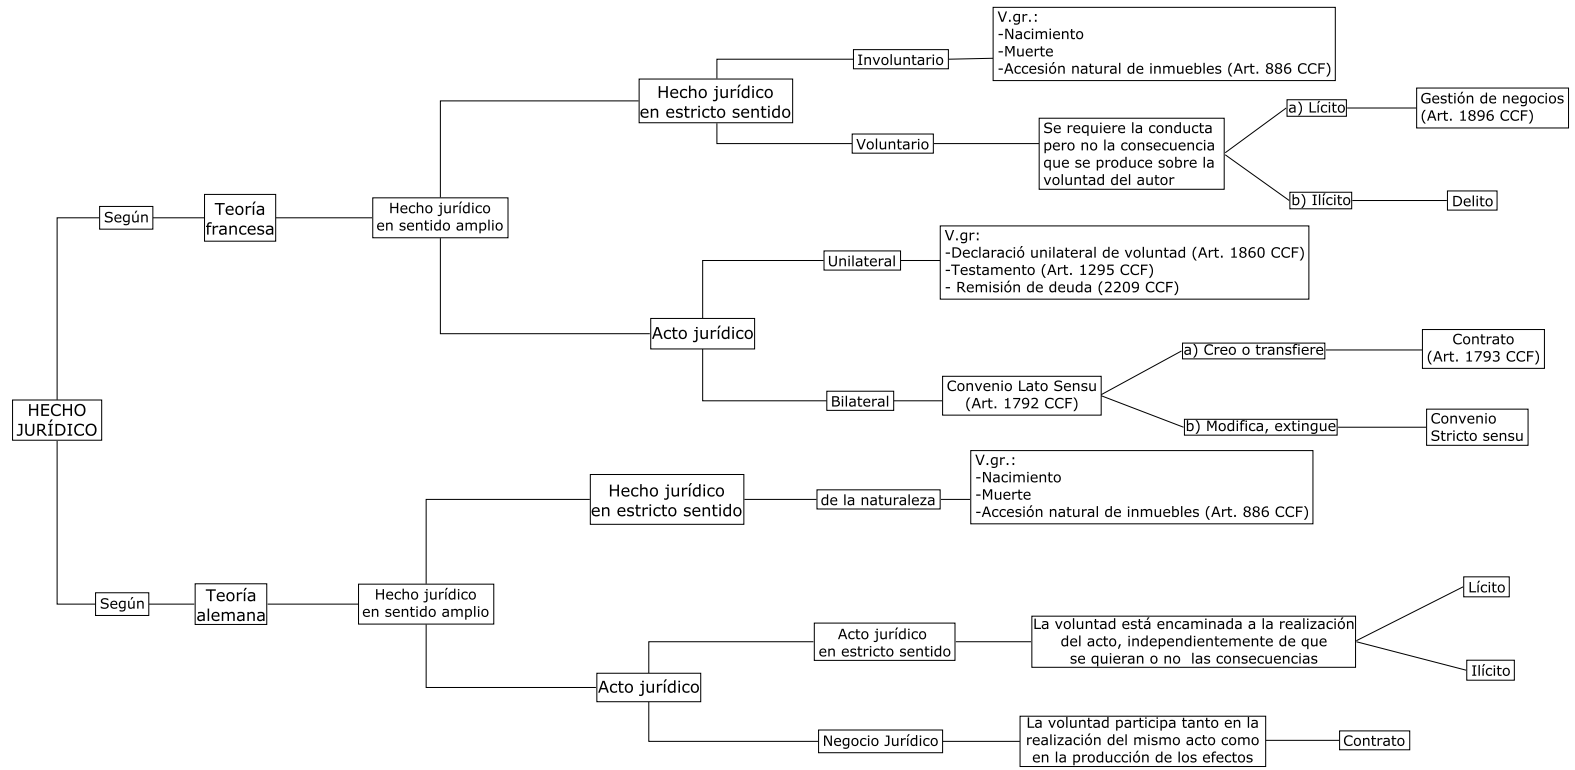 HECHO
JURÍDICO
Según
Teoría
francesa
Hecho jurídico
en sentido amplio
Hecho jurídico
en estricto sentido
Involuntario
V.gr.:
-Nacimiento
-Muerte
-Accesión natural de inmuebles (Art. 886 CCF)
Voluntario
Se requiere la conducta
pero no la consecuencia
que se produce sobre la
voluntad del autor
a) Lícito
Gestión de negocios
(Art. 1896 CCF)
b) Ilícito
Delito
Acto jurídico
Unilateral
V.gr:
-Declaració unilateral de voluntad (Art. 1860 CCF)
-Testamento (Art. 1295 CCF)
- Remisión de deuda (2209 CCF)
Bilateral
Convenio Lato Sensu
(Art. 1792 CCF)
a) Creo o transfiere
Contrato
(Art. 1793 CCF)
b) Modifica, extingue
Convenio
Stricto sensu
Según
Teoría
alemana
Hecho jurídico
en sentido amplio
Hecho jurídico
en estricto sentido
de la naturaleza
V.gr.:
-Nacimiento
-Muerte
-Accesión natural de inmuebles (Art. 886 CCF)
Acto jurídico
Acto jurídico
en estricto sentido
La voluntad está encaminada a la realización
del acto, independientemente de que
se quieran o no  las consecuencias
Lícito
Ilícito
Negocio Jurídico
La voluntad participa tanto en la
realización del mismo acto como
en la producción de los efectos
Contrato